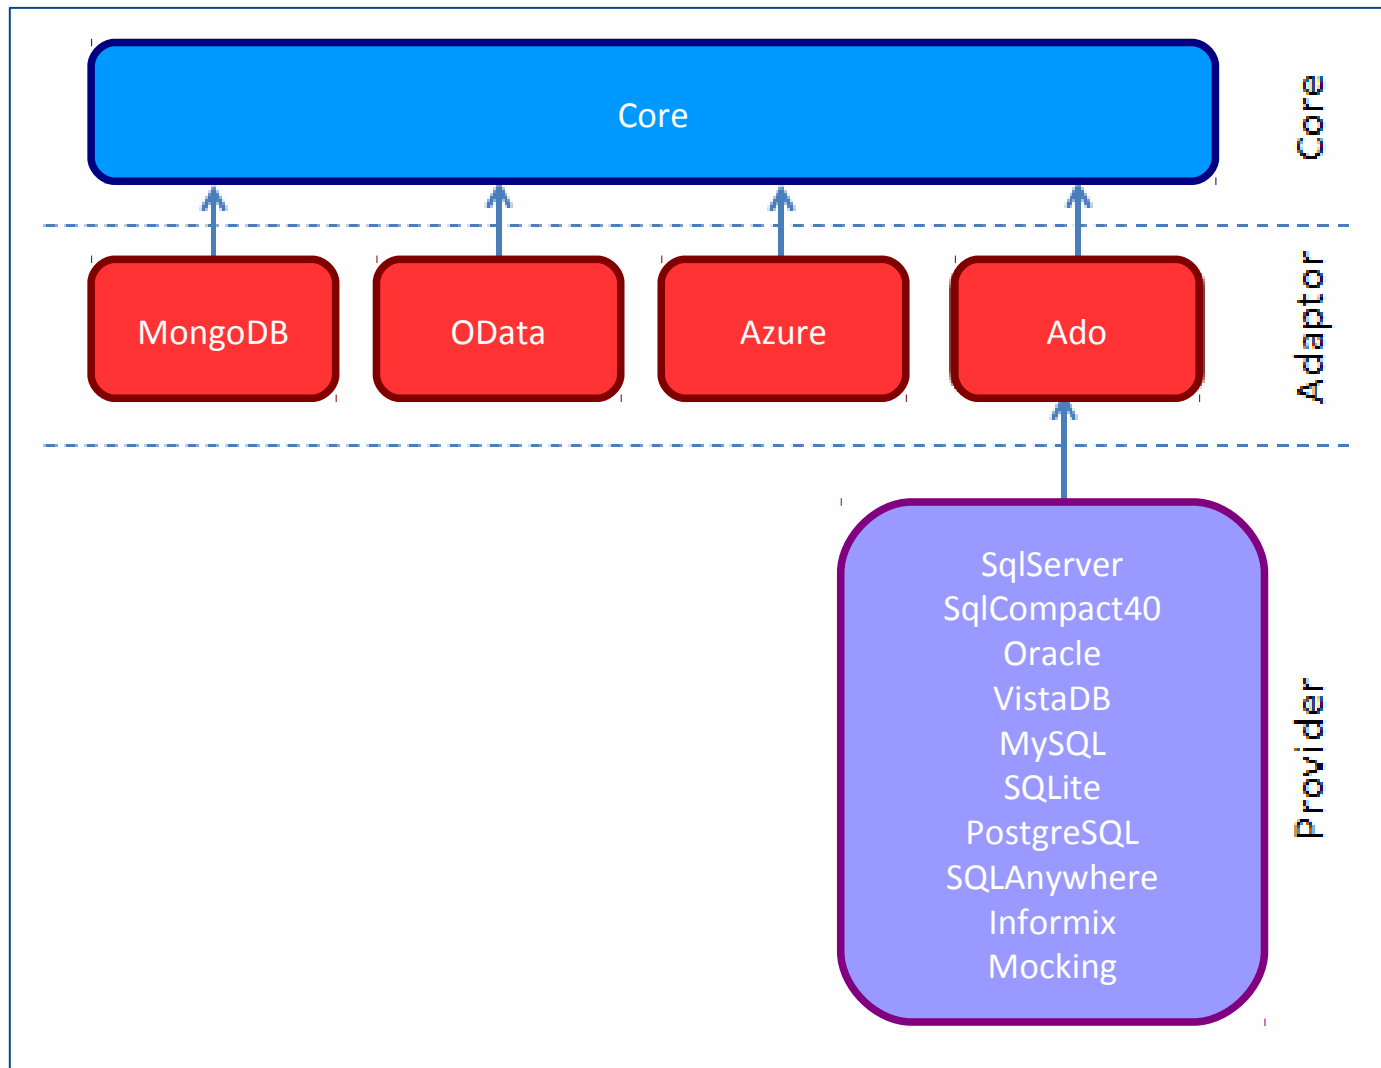 Core
Core
MongoDB
OData
Azure
Ado
Adaptor
SqlServer
SqlCompact40
Oracle
VistaDB
MySQL
SQLite
PostgreSQL
SQLAnywhere
Informix
Mocking
Provider